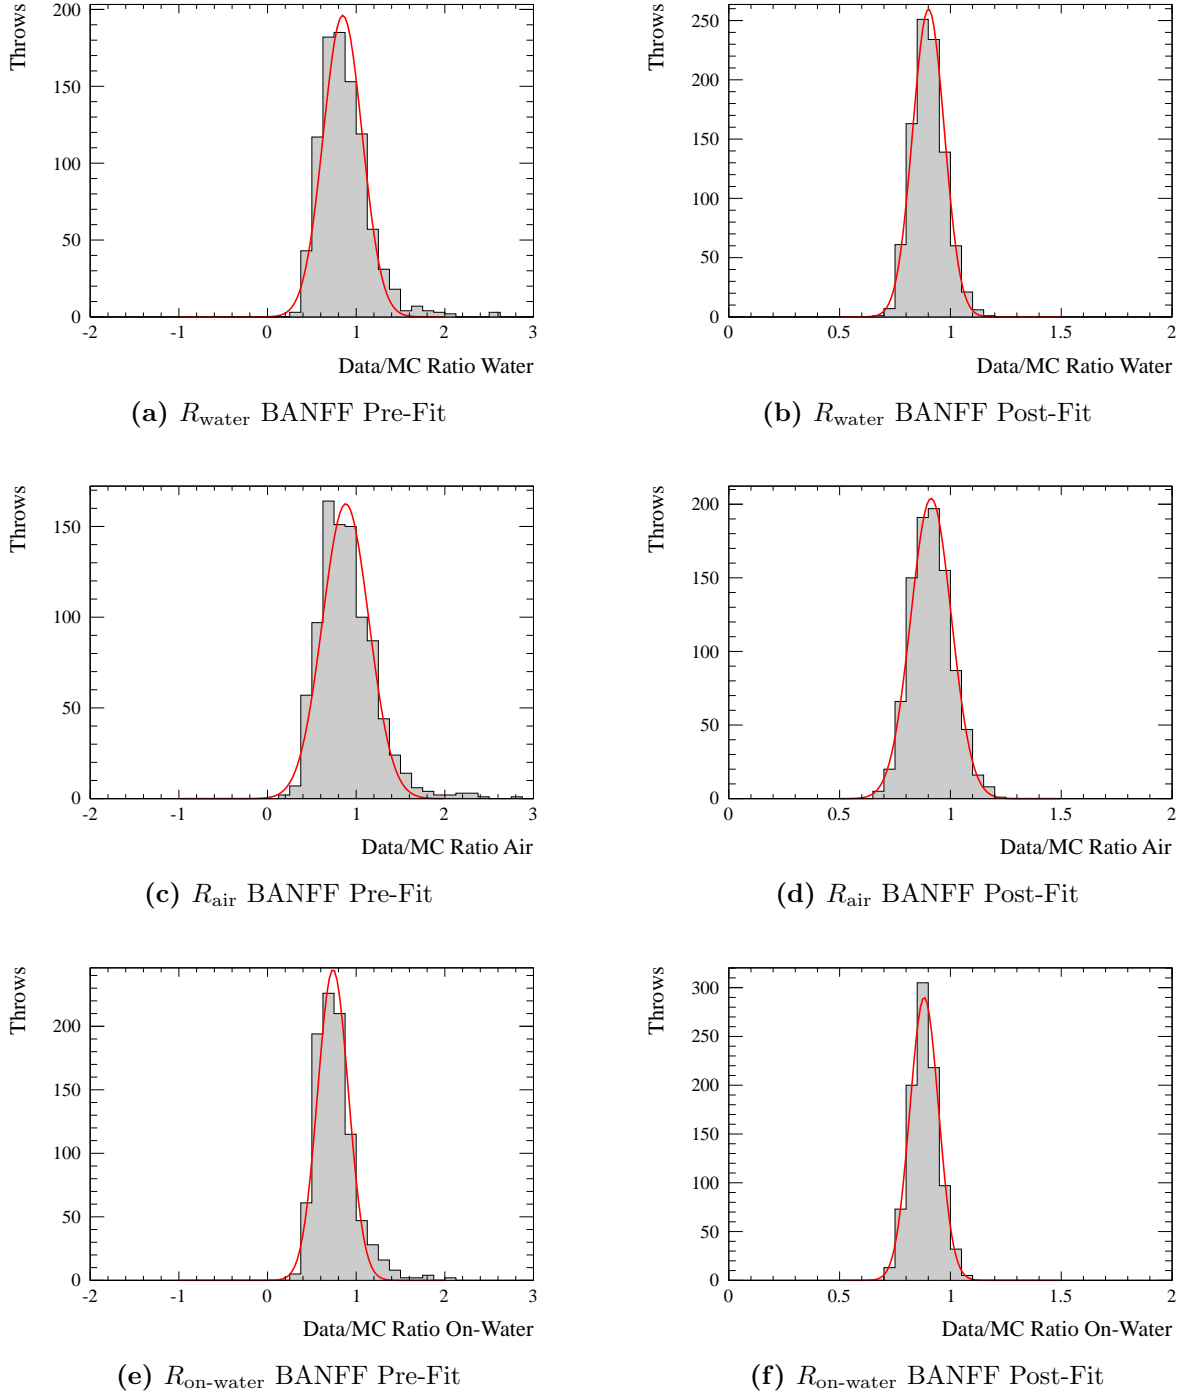 Throws
200
150
100
50
0
-2 -1 0 1 2 3
Data/MC Ratio Water
(a) R_water BANFF Pre-Fit
Throws
250
200
150
100
50
0
0 0.5 1 1.5 2
Data/MC Ratio Water
(b) R_water BANFF Post-Fit
Throws
150
100
50
0
-2 -1 0 1 2 3
Data/MC Ratio Air
(c) R_air BANFF Pre-Fit
Throws
200
150
100
50
0
0 0.5 1 1.5 2
Data/MC Ratio Air
(d) R_air BANFF Post-Fit
Throws
200
150
100
50
0
-2 -1 0 1 2 3
Data/MC Ratio On-Water
(e) R_on-water BANFF Pre-Fit
Throws
300
250
200
150
100
50
0
0 0.5 1 1.5 2
Data/MC Ratio On-Water
(f) R_on-water BANFF Post-Fit